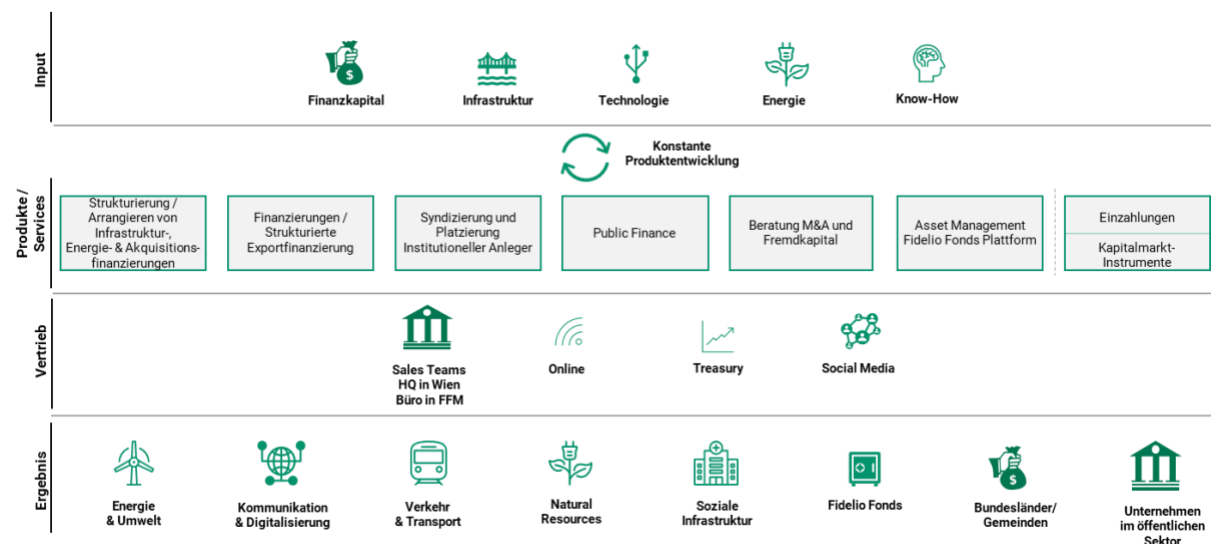 Input
Finanzkapital
Infrastruktur
Technologie
Energie
Know-How
Konstante
Produktentwicklung
Produkte /
Services
Strukturierung /
Arrangieren von
Infrastruktur-,
Energie- & Akquisitions-
finanzierungen
Finanzierungen /
Strukturierte
Exportfinanzierung
Syndizierung und
Platzierung
Institutioneller Anleger
Public Finance
Beratung M&A und
Fremdkapital
Asset Management
Fidelio Fonds Plattform
Einzahlungen
Kapitalmarkt-
Instrumente
Vertrieb
Sales Teams
HQ in Wien
Büro in FFM
Online
Treasury
Social Media
Ergebnis
Energie
& Umwelt
Kommunikation
& Digitalisierung
Verkehr
& Transport
Natural
Resources
Soziale
Infrastruktur
Fidelio Fonds
Bundesländer/
Gemeinden
Unternehmen
im öffentlichen
Sektor